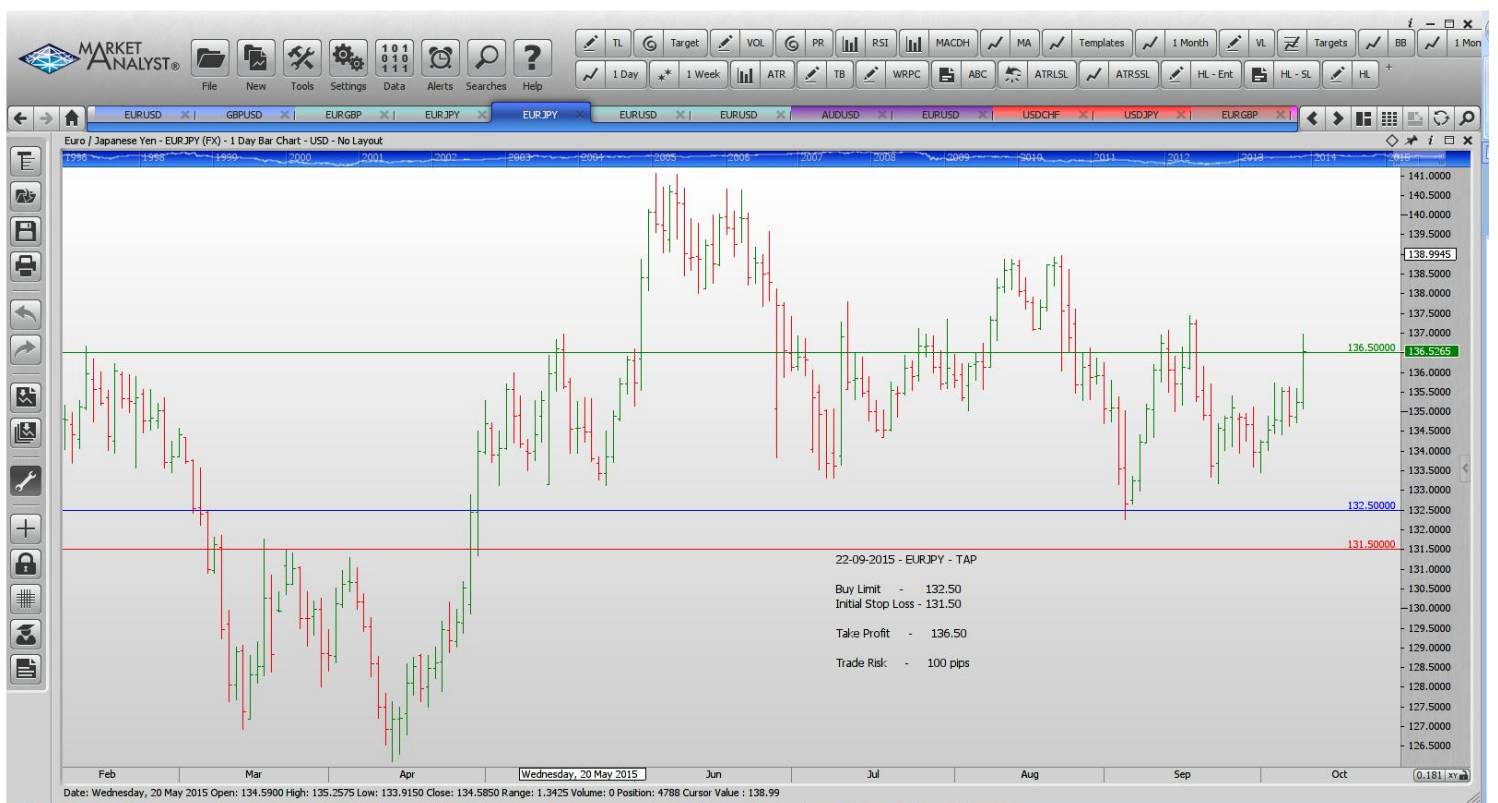 i
MARKET
ANALYST®
File New Tools Settings Data Alerts Searches Help
TL Target VOL PR RSI MACDH MA Templates 1 Month VL Targets BB 1 Mon
1 Day 1 Week ATR TB WRPC ABC ATRLSL ATRSSL HL - Ent HL - SL HL +
EURUSD GBPUSD EURGBP EURJPY EURJPY EURUSD EURUSD AUDUSD EURUSD USDCHF USDJPY EURGBP
Euro / Japanese Yen - EURJPY (FX) - 1 Day Bar Chart - USD - No Layout
1996 1998 1999 2000 2001 2002 2003 2004 2005 2006 2007 2008 2009 2010 2011 2012 2013 2014 2015
141.0000
140.5000
140.0000
139.5000
138.9945
138.5000
138.0000
137.5000
137.0000
136.50000 136.5265
136.0000
135.5000
135.0000
134.5000
134.0000
133.5000
133.0000
132.50000 132.5000
132.0000
131.50000 131.5000
22-09-2015 - EURJPY - TAP
131.0000
Buy Limit - 132.50 130.5000
Initial Stop Loss - 131.50 130.0000
Take Profit - 136.50 129.5000
129.0000
Trade Risk - 100 pips 128.5000
128.0000
127.5000
127.0000
126.5000
Feb Mar Apr Wednesday, 20 May 2015 Jun Jul Aug Sep Oct 0.181 XY
Date: Wednesday, 20 May 2015 Open: 134.5900 High: 135.2575 Low: 133.9150 Close: 134.5850 Range: 1.3425 Volume: 0 Position: 4788 Cursor Value : 138.99